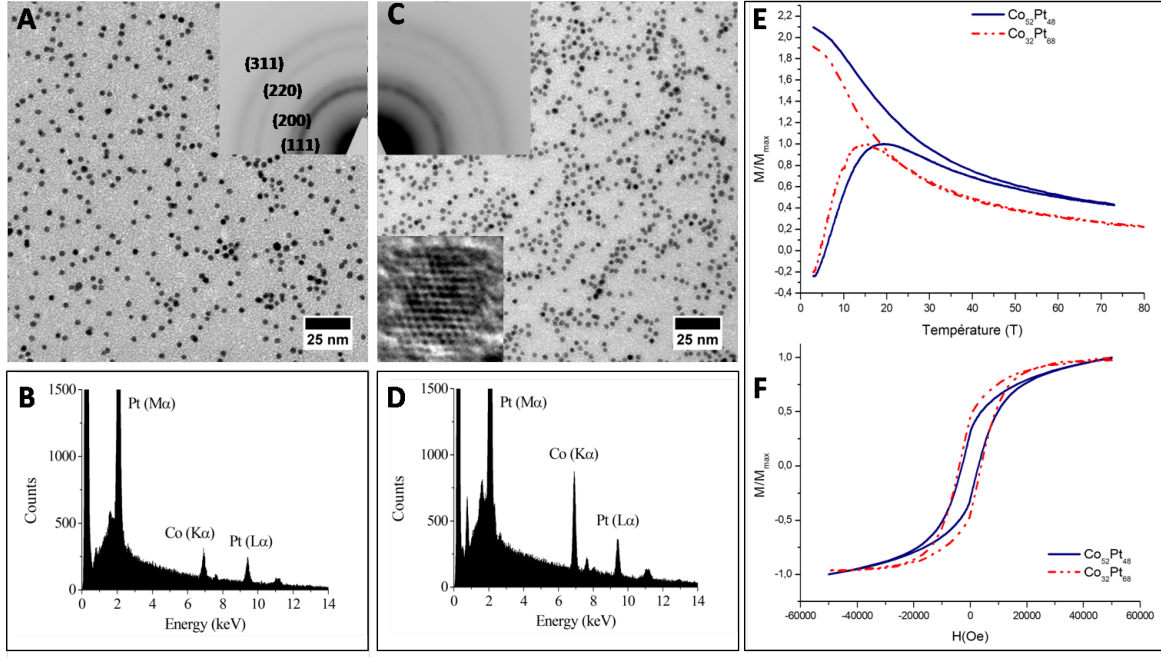 A
(311)
(220)
(200)
(111)
25 nm
C
25 nm
B
1500
1000
500
0
Counts
Pt (Mα)
Co (Kα)
Pt (Lα)
0 2 4 6 8 10 12 14
Energy (keV)
D
1500
1000
500
0
Counts
Pt (Mα)
Co (Kα)
Pt (Lα)
0 2 4 6 8 10 12 14
Energy (keV)
E
Co52Pt48
Co32Pt68
2,2
2,0
1,8
1,6
1,4
1,2
1,0
0,8
0,6
0,4
0,2
0,0
-0,2
-0,4
M/Mmax
0 10 20 30 40 50 60 70 80
Température (T)
F
1,0
0,5
0,0
-0,5
-1,0
M/Mmax
Co52Pt48
Co32Pt68
-60000 -40000 -20000 0 20000 40000 60000
H(Oe)